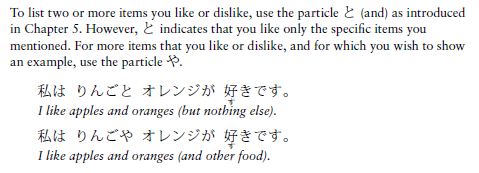 To list two or more items you like or dislike, use the particle と (and) as introduced
in Chapter 5. However, と indicates that you like only the specific items you
mentioned. For more items that you like or dislike, and for which you wish to show
an example, use the particle や.
私は りんごと オレンジが 好きです。
す
I like apples and oranges (but nothing else).
私は りんごや オレンジが 好きです。
す
I like apples and oranges (and other food).